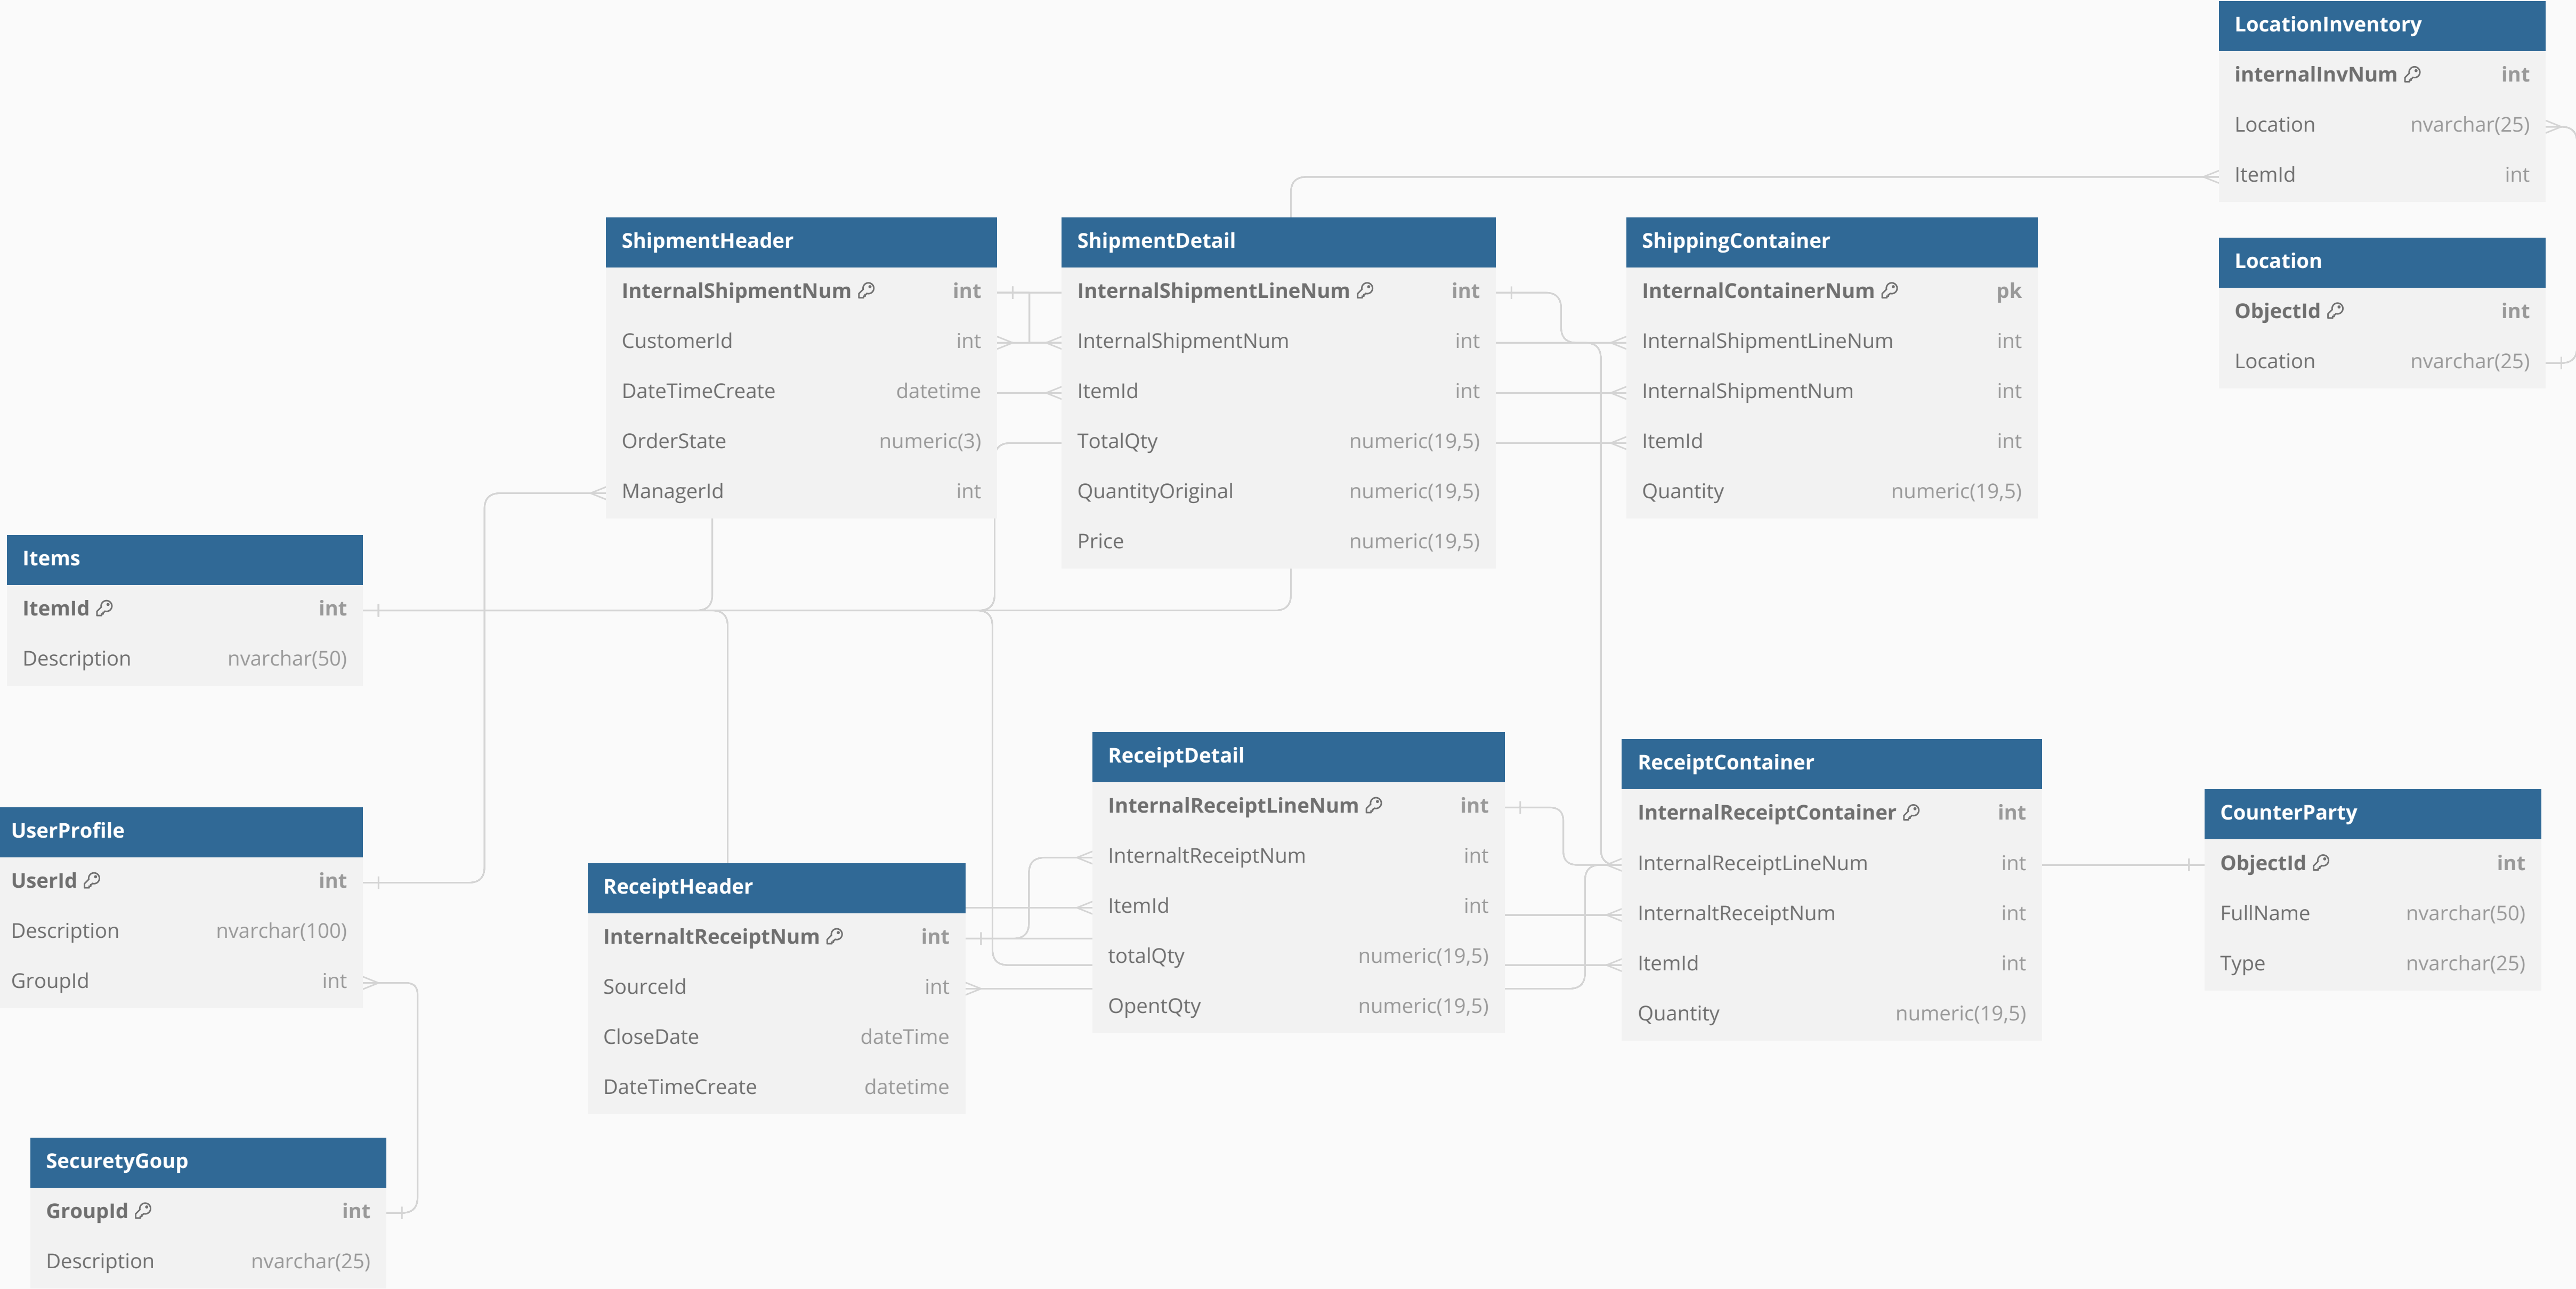 LocationInventory
internalInvNum int
Location nvarchar(25)
ItemId int
ShipmentHeader
InternalShipmentNum int
CustomerId int
DateTimeCreate datetime
OrderState numeric(3)
ManagerId int
ShipmentDetail
InternalShipmentLineNum int
InternalShipmentNum int
ItemId int
TotalQty numeric(19,5)
QuantityOriginal numeric(19,5)
Price numeric(19,5)
ShippingContainer
InternalContainerNum pk
InternalShipmentLineNum int
InternalShipmentNum int
ItemId int
Quantity numeric(19,5)
Location
ObjectId int
Location nvarchar(25)
Items
ItemId int
Description nvarchar(50)
UserProfile
UserId int
Description nvarchar(100)
GroupId int
ReceiptHeader
InternaltReceiptNum int
SourceId int
CloseDate dateTime
DateTimeCreate datetime
ReceiptDetail
InternalReceiptLineNum int
InternaltReceiptNum int
ItemId int
totalQty numeric(19,5)
OpentQty numeric(19,5)
ReceiptContainer
InternalReceiptContainer int
InternalReceiptLineNum int
InternaltReceiptNum int
ItemId int
Quantity numeric(19,5)
CounterParty
ObjectId int
FullName nvarchar(50)
Type nvarchar(25)
SecuretyGoup
GroupId int
Description nvarchar(25)